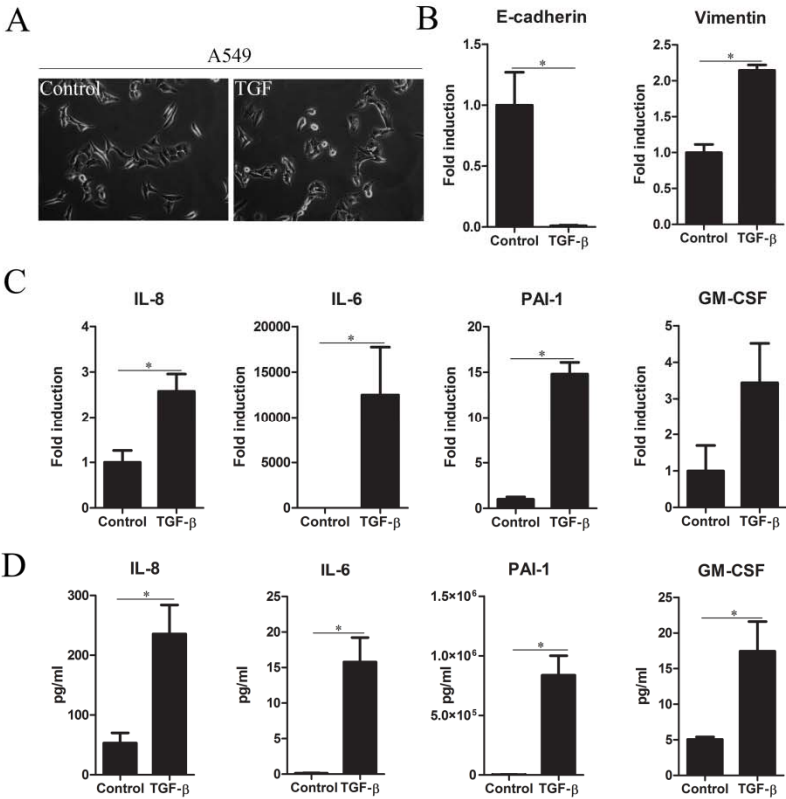 A
A549
Control TGF
B
E-cadherin
Fold induction
1.5
1.0
0.5
0.0
*
Control TGF-β
Vimentin
Fold induction
2.5
2.0
1.5
1.0
0.5
0.0
*
Control TGF-β
C
IL-8
Fold induction
4
3
2
1
0
*
Control TGF-β
IL-6
Fold induction
20000
15000
10000
5000
0
*
Control TGF-β
PAI-1
Fold induction
20
15
10
5
0
*
Control TGF-β
GM-CSF
Fold induction
5
4
3
2
1
0
Control TGF-β
D
IL-8
pg/ml
300
200
100
0
*
Control TGF-β
IL-6
pg/ml
25
20
15
10
5
0
*
Control TGF-β
PAI-1
pg/ml
1.5×10⁶
1.0×10⁶
5.0×10⁵
0
*
Control TGF-β
GM-CSF
pg/ml
25
20
15
10
5
0
*
Control TGF-β